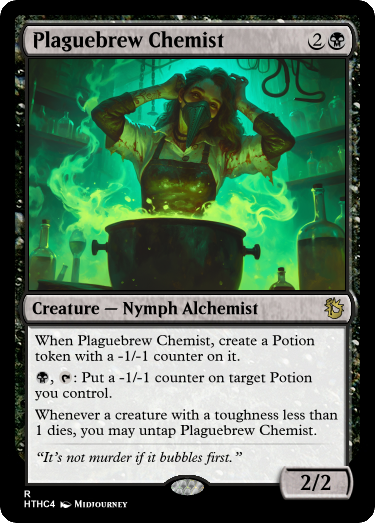 Plaguebrew Chemist 2
Creature — Nymph Alchemist
When Plaguebrew Chemist, create a Potion
token with a -1/-1 counter on it.
, : Put a -1/-1 counter on target Potion
you control.
Whenever a creature with a toughness less than
1 dies, you may untap Plaguebrew Chemist.
“It’s not murder if it bubbles first.”
2/2
R
HTHC4 Midjourney